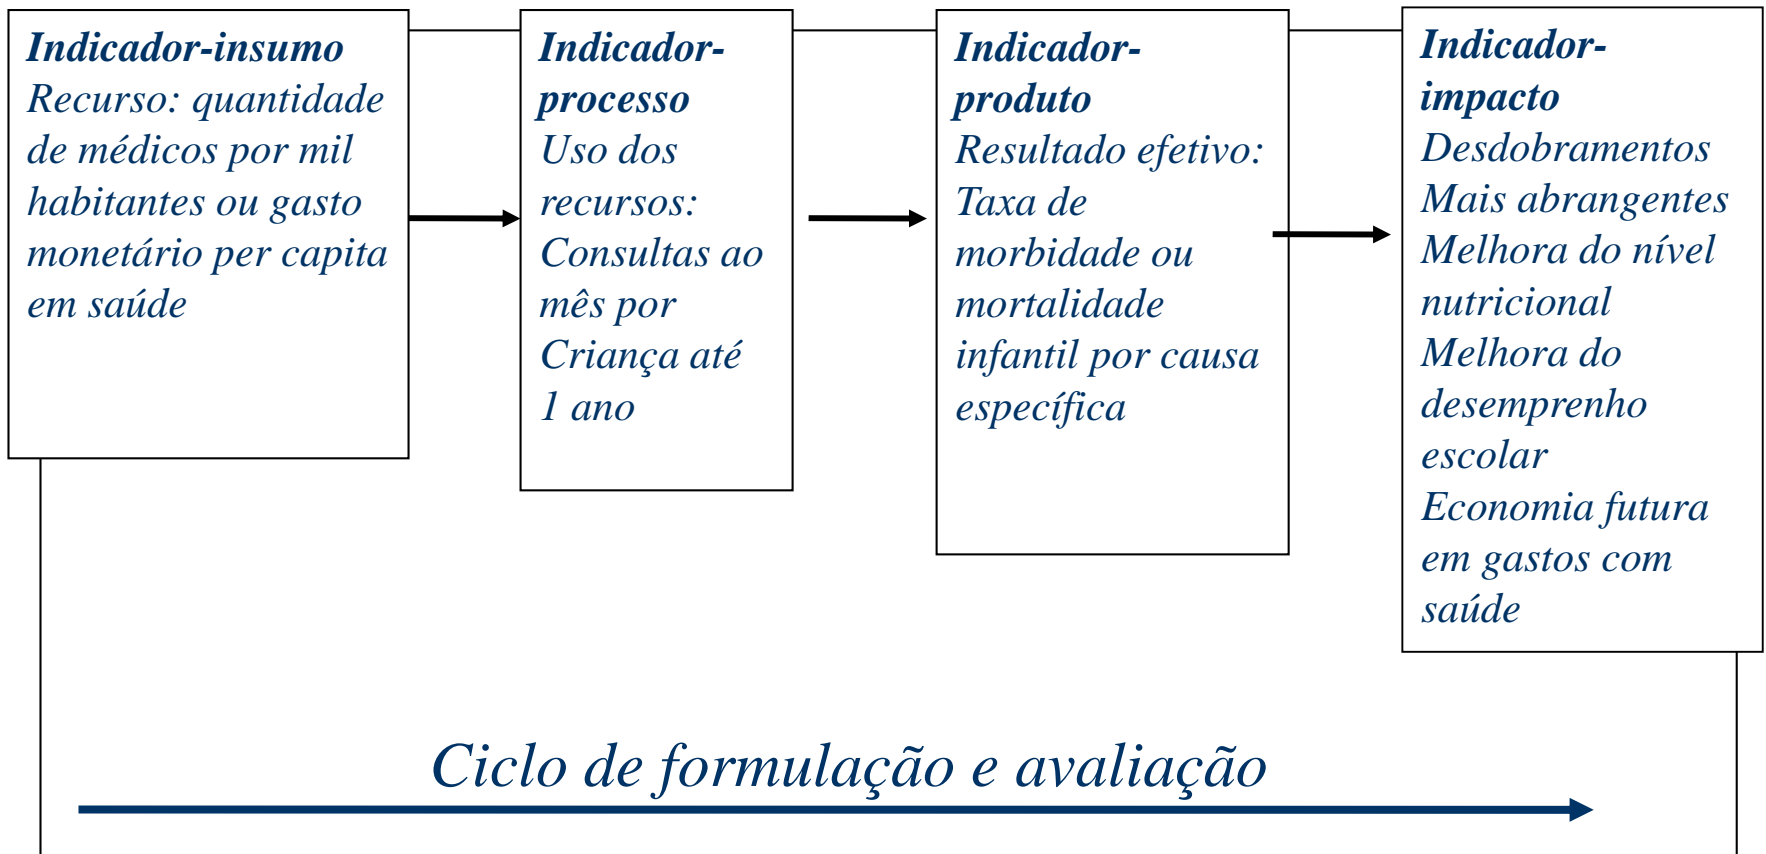 Indicador-insumo
Recurso: quantidade
de médicos por mil
habitantes ou gasto
monetário per capita
em saúde
Indicador-
processo
Uso dos
recursos:
Consultas ao
mês por
Criança até
1 ano
Indicador-
produto
Resultado efetivo:
Taxa de
morbidade ou
mortalidade
infantil por causa
específica
Indicador-
impacto
Desdobramentos
Mais abrangentes
Melhora do nível
nutricional
Melhora do
desemprenho
escolar
Economia futura
em gastos com
saúde
Ciclo de formulação e avaliação